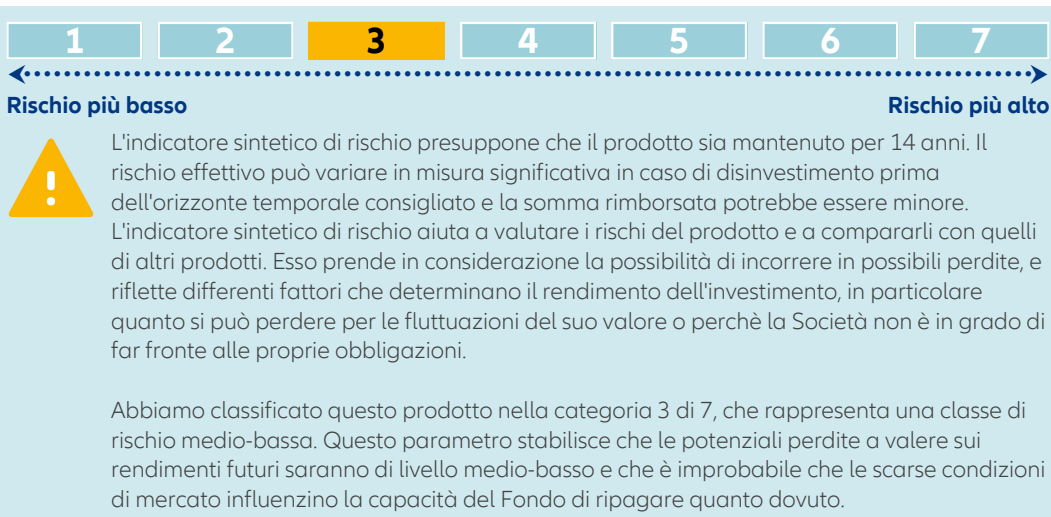 1 2 3 4 5 6 7
Rischio più basso Rischio più alto
L'indicatore sintetico di rischio presuppone che il prodotto sia mantenuto per 14 anni. Il
rischio effettivo può variare in misura significativa in caso di disinvestimento prima
dell'orizzonte temporale consigliato e la somma rimborsata potrebbe essere minore.
L'indicatore sintetico di rischio aiuta a valutare i rischi del prodotto e a compararli con quelli
di altri prodotti. Esso prende in considerazione la possibilità di incorrere in possibili perdite, e
riflette differenti fattori che determinano il rendimento dell'investimento, in particolare
quanto si può perdere per le fluttuazioni del suo valore o perchè la Società non è in grado di
far fronte alle proprie obbligazioni.
Abbiamo classificato questo prodotto nella categoria 3 di 7, che rappresenta una classe di
rischio medio-bassa. Questo parametro stabilisce che le potenziali perdite a valere sui
rendimenti futuri saranno di livello medio-basso e che è improbabile che le scarse condizioni
di mercato influenzino la capacità del Fondo di ripagare quanto dovuto.